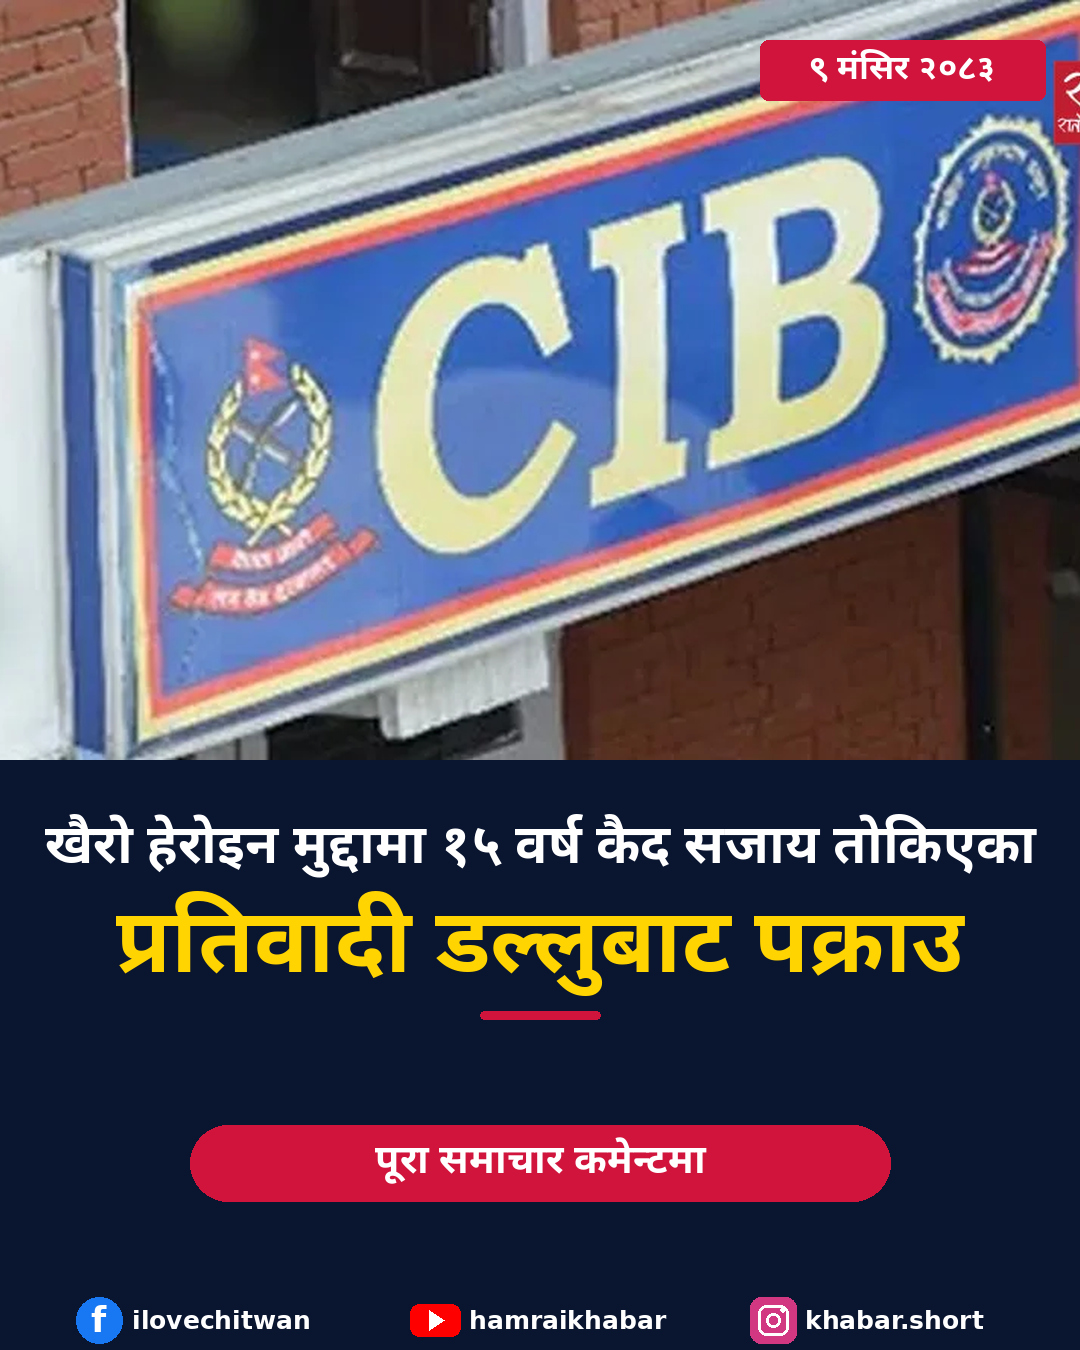 ९ मंसिर २०८३
CIB
खैरो हेरोइन मुद्दामा १५ वर्ष कैद सजाय तोकिएका
प्रतिवादी डल्लुबाट पक्राउ
पूरा समाचार कमेन्टमा
ilovechitwan
hamraikhabar
khabar.short